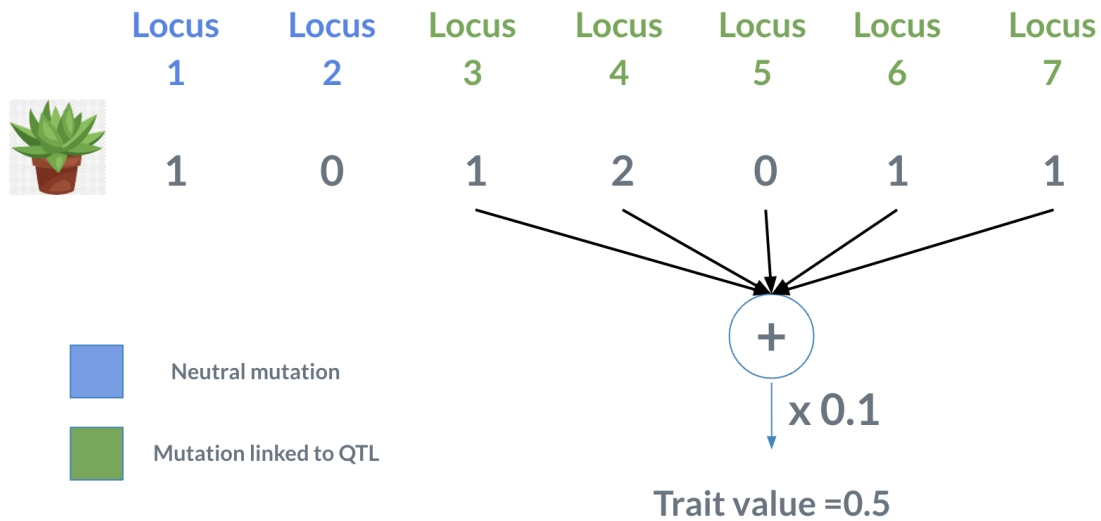 Locus Locus Locus Locus Locus Locus Locus
1 2 3 4 5 6 7
1 0 1 2 0 1 1
+
x 0.1
Neutral mutation
Mutation linked to QTL
Trait value =0.5